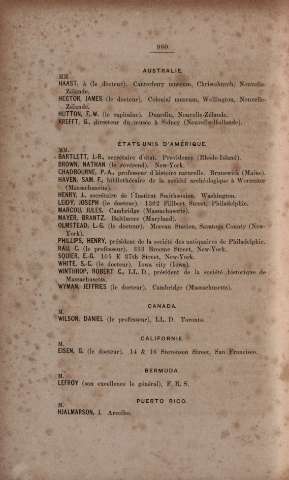 960
AUSTRALIE.
MM.
HAAST, à (le docteur), Canterbury museum, Christchurch, Nouvelle-
Zélande.
HECTOR, JAMES (le docteur), Colonial museum, Wellington, Nouvelle-
Zélande.
HUTTON, F.-W. (le capitaine), Dunedin, Nouvelle-Zélande.
KREFFT, G., directeur du musée à Sidney (Nouvelle-Hollande).
ÉTATS UNIS D'AMÉRIQUE.
MM.
BARTLETT, J.-R., secrétaire d'état, Providence (Rhode-Island).
BROWN, NATHAN (le révérend), New-York.
CHADBOURNE, P.-A., professeur d'histoire naturelle, Brunswick (Maine).
HAVEN, SAM. F., bibliothécaire de la société archéologique à Worcester
(Massachusetts).
HENRY, J., secrétaire de l'Institut Smithsonien, Washington.
LEIDY, JOSEPH (le docteur), 1302 Filbert Street, Philadelphie.
MARCOU, JULES, Cambridge (Massachusetts).
MAYER, BRANTZ, Baltimore (Maryland).
OLMSTEAD, L.-G. (le docteur), Moreau Station, Saratoga County (New-
York).
PHILLIPS, HENRY, président de la société des antiquaires de Philadelphie.
RAU, C. (le professeur), Street, New-York.
SQUIER, E.-G. 105 E 37th Street, New-York.
WHITE, S.-C. (le docteur), Iowa city (Iowa).
WINTHROP, ROBERT C., LL. D., président de la société historique de
Massachusetts.
WYMAN, JEFFRIES (le docteur), Cambridge (Massachusetts).
CANADA.
M.
WILSON, DANIEL (le professeur), LL. D. Toronto.
CALIFORNIE.
M.
EISEN, G. (le docteur), 14 & 16 Stevenson Street, San Francisco.
BERMUDA.
M.
LEFROY (son excellence le général), F. R. S.
PUERTO RICO.
M.
HJALMARSON, J. Arecibo.